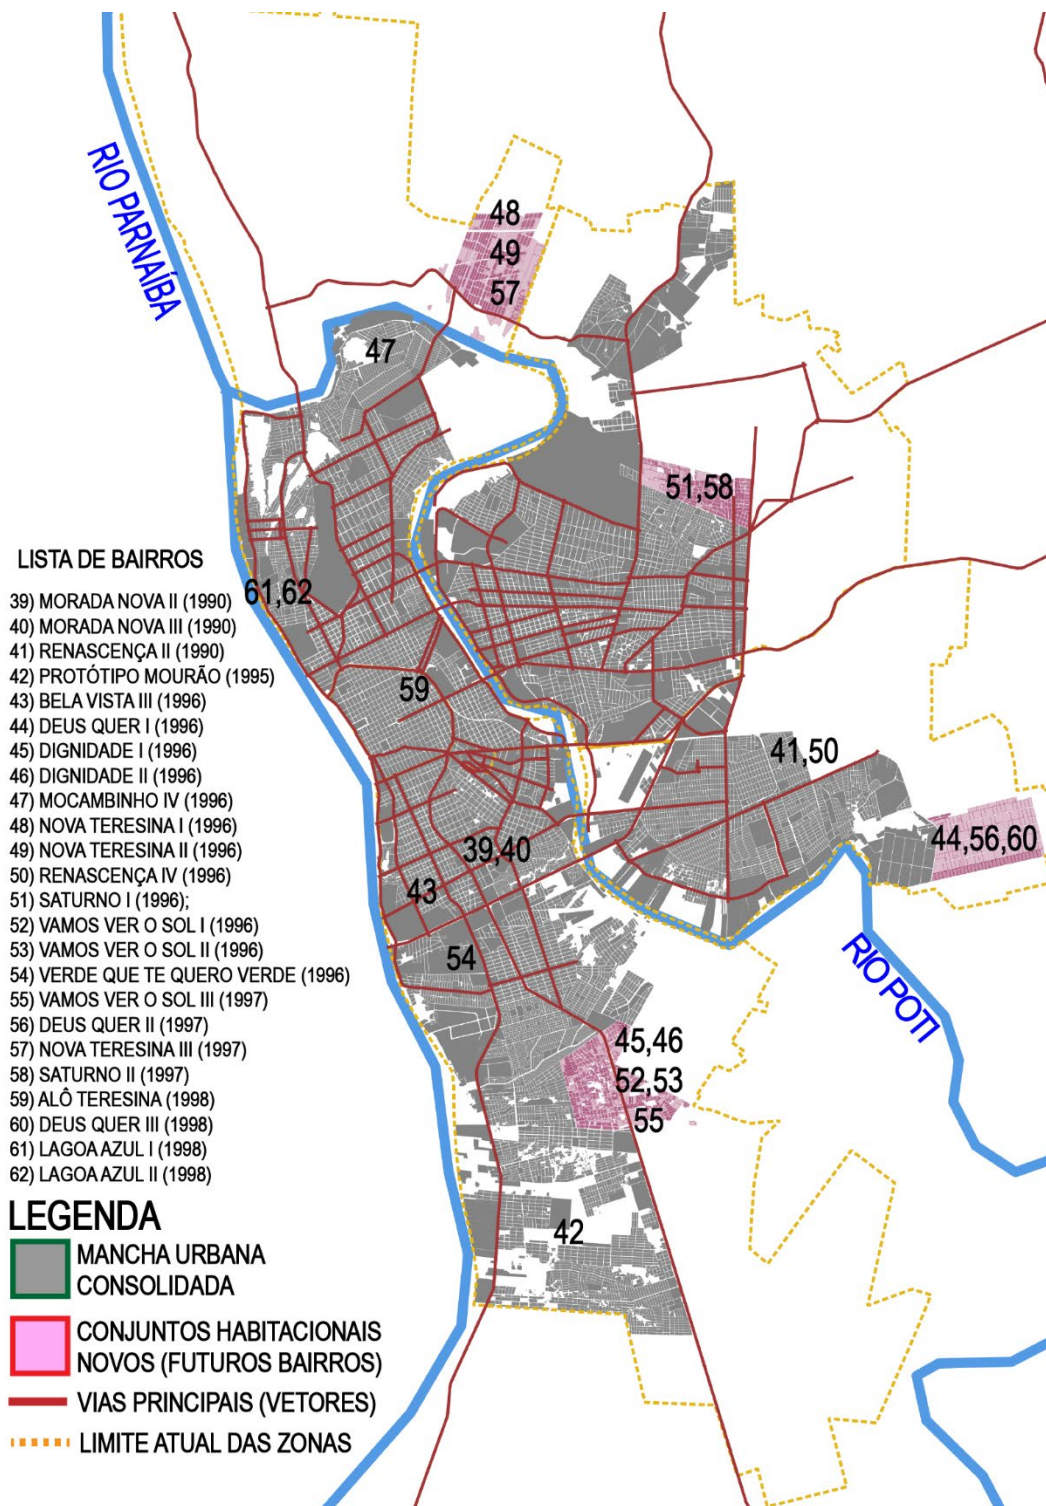 RIO PARNAÍBA
48
49
57
47
51,58
61,62
59
41,50
44,56,60
39,40
43
54
RIO POTI
45,46
52,53
55
42
LISTA DE BAIRROS
39) MORADA NOVA II (1990)
40) MORADA NOVA III (1990)
41) RENASCENÇA II (1990)
42) PROTÓTIPO MOURÃO (1995)
43) BELA VISTA III (1996)
44) DEUS QUER I (1996)
45) DIGNIDADE I (1996)
46) DIGNIDADE II (1996)
47) MOCAMBINHO IV (1996)
48) NOVA TERESINA I (1996)
49) NOVA TERESINA II (1996)
50) RENASCENÇA IV (1996)
51) SATURNO I (1996);
52) VAMOS VER O SOL I (1996)
53) VAMOS VER O SOL II (1996)
54) VERDE QUE TE QUERO VERDE (1996)
55) VAMOS VER O SOL III (1997)
56) DEUS QUER II (1997)
57) NOVA TERESINA III (1997)
58) SATURNO II (1997)
59) ALÔ TERESINA (1998)
60) DEUS QUER III (1998)
61) LAGOA AZUL I (1998)
62) LAGOA AZUL II (1998)
LEGENDA
MANCHA URBANA
CONSOLIDADA
CONJUNTOS HABITACIONAIS
NOVOS (FUTUROS BAIRROS)
VIAS PRINCIPAIS (VETORES)
LIMITE ATUAL DAS ZONAS